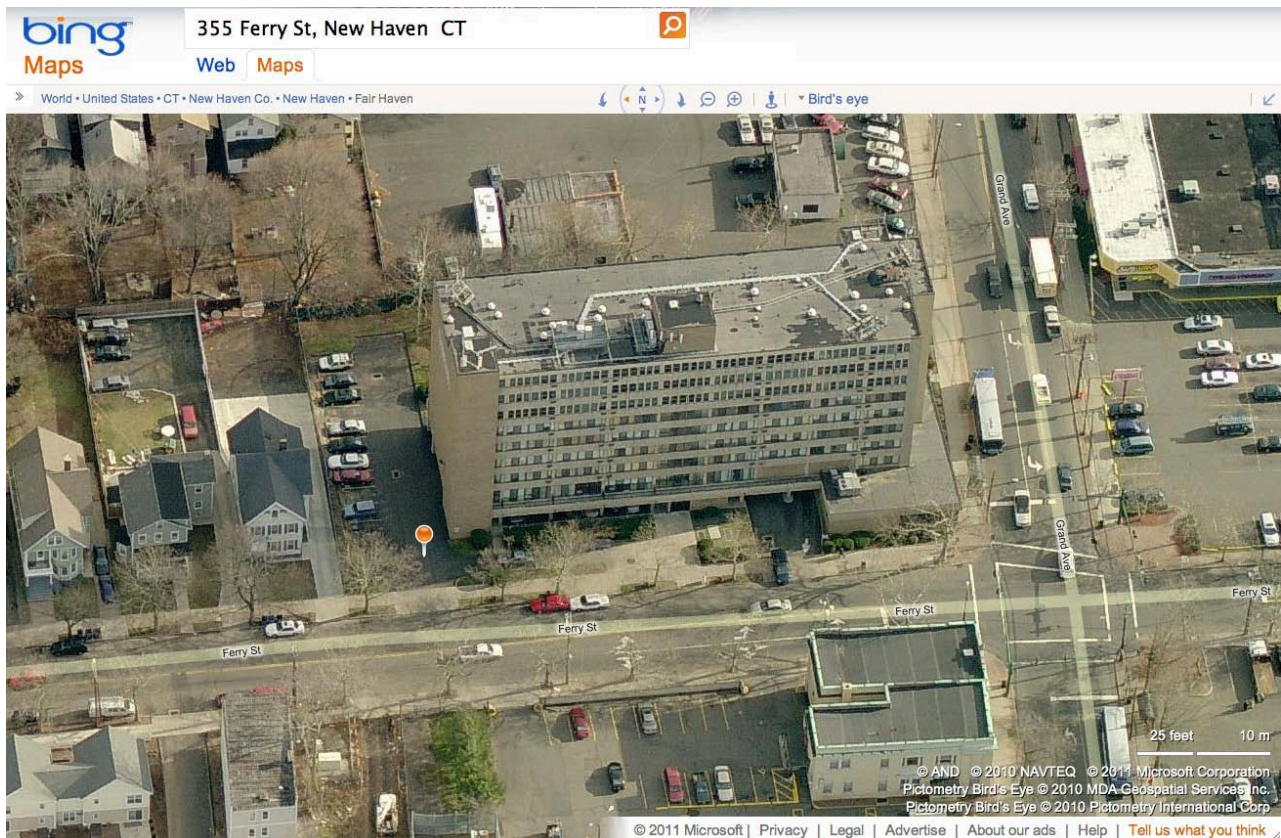 bing™
Maps
355 Ferry St, New Haven CT
Web Maps
» World • United States • CT • New Haven Co. • New Haven • Fair Haven
N
Bird's eye
Grand Ave
Grand Ave
Ferry St
Ferry St
Ferry St
Ferry St
25 feet 10 m
© AND © 2010 NAVTEQ © 2011 Microsoft Corporation
Pictometry Bird's Eye © 2010 MDA Geospatial Services Inc.
Pictometry Bird's Eye © 2010 Pictometry International Corp
© 2011 Microsoft | Privacy | Legal | Advertise | About our ads | Help | Tell us what you think